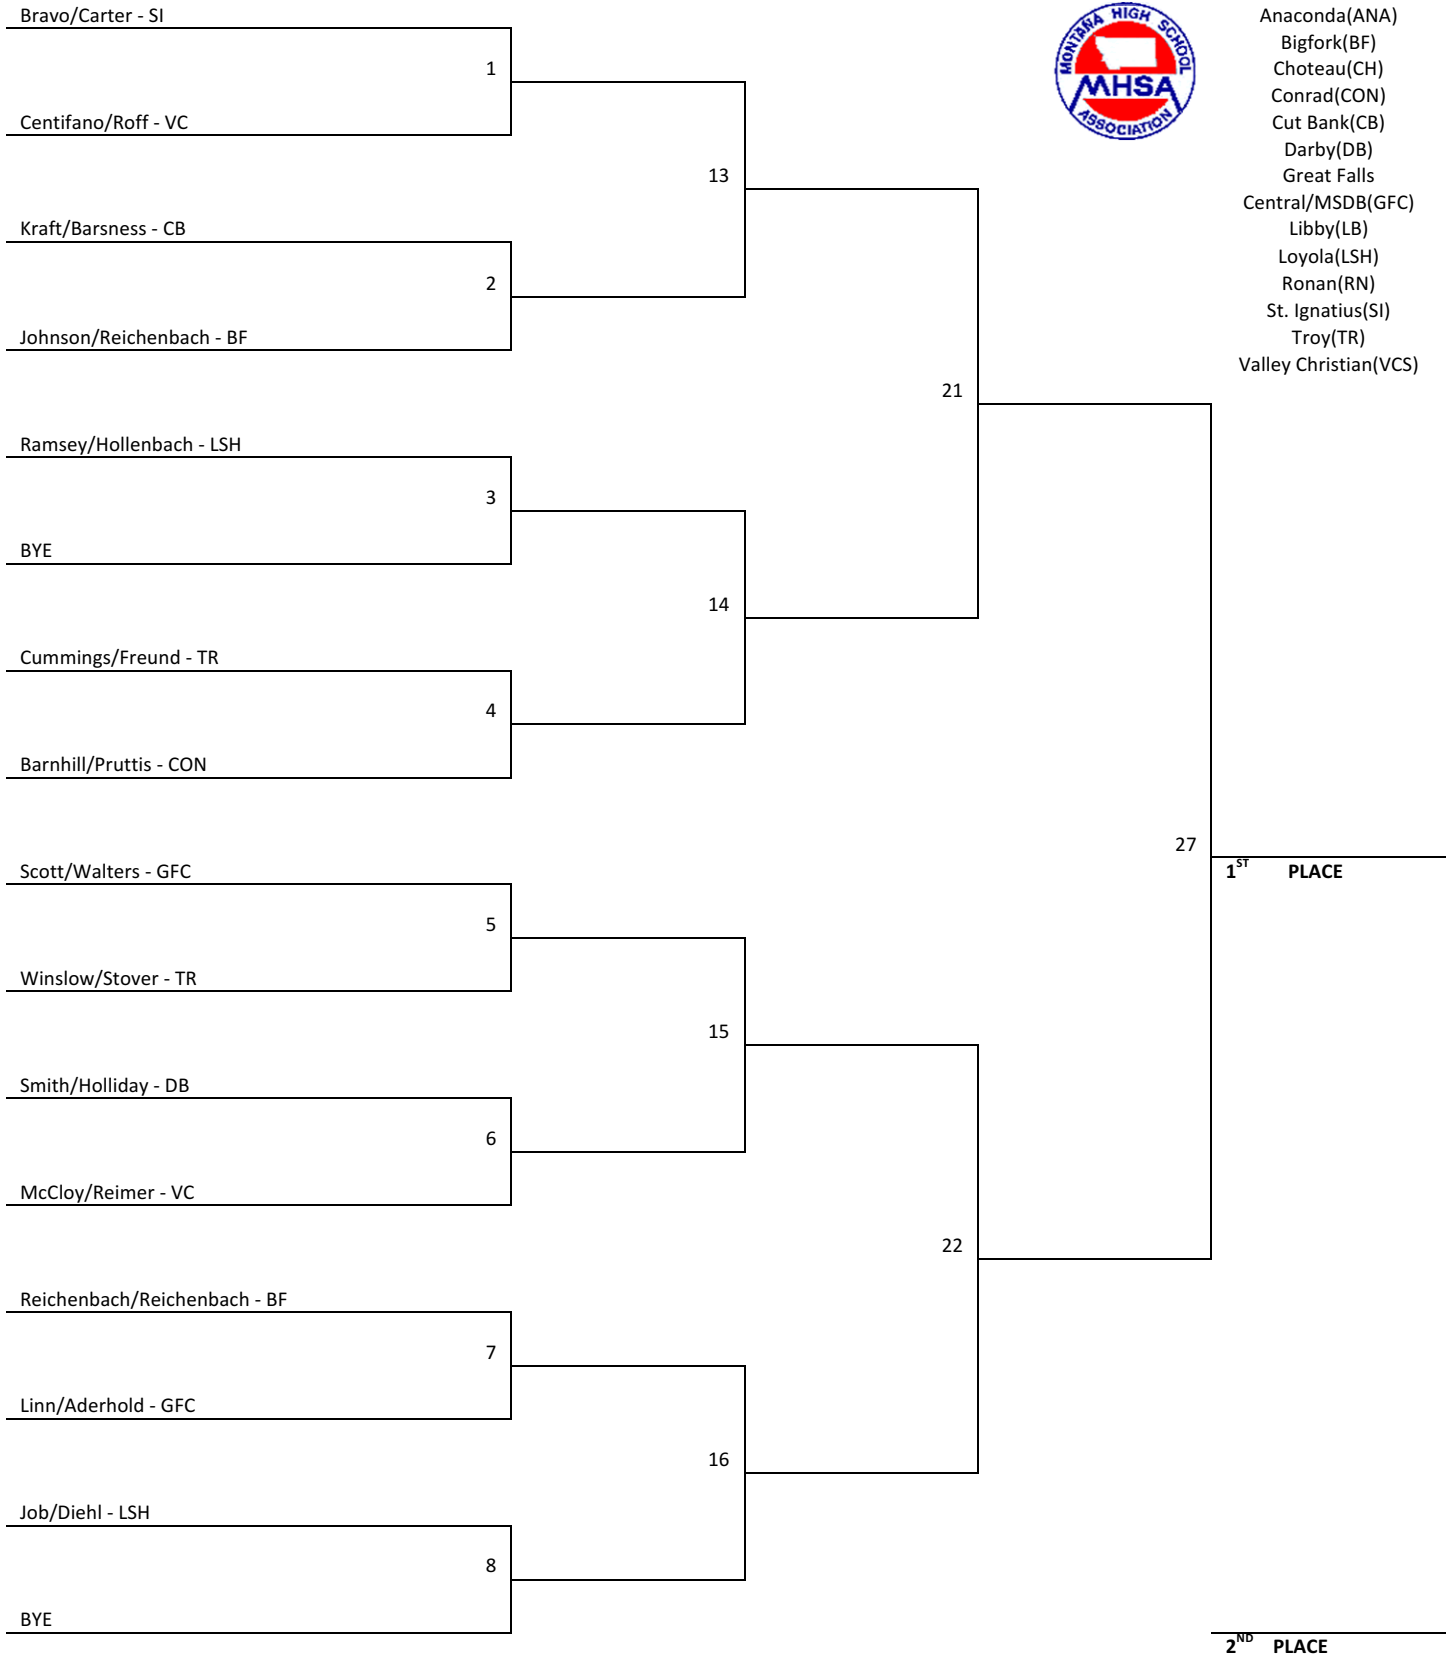 Bravo/Carter - SI
1
Centifano/Roff - VC
13
Kraft/Barsness - CB
2
Johnson/Reichenbach - BF
21
Ramsey/Hollenbach - LSH
3
BYE
14
Cummings/Freund - TR
4
Barnhill/Pruttis - CON
27
1ST PLACE
Scott/Walters - GFC
5
Winslow/Stover - TR
15
Smith/Holliday - DB
6
McCloy/Reimer - VC
22
Reichenbach/Reichenbach - BF
7
Linn/Aderhold - GFC
16
Job/Diehl - LSH
8
BYE
2ND PLACE
MONTANA HIGH SCHOOL
MHSA
ASSOCIATION
Anaconda(ANA)
Bigfork(BF)
Choteau(CH)
Conrad(CON)
Cut Bank(CB)
Darby(DB)
Great Falls
Central/MSDB(GFC)
Libby(LB)
Loyola(LSH)
Ronan(RN)
St. Ignatius(SI)
Troy(TR)
Valley Christian(VCS)